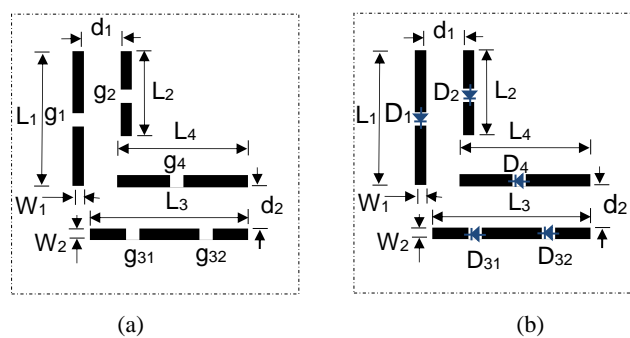 d₁
g₁
g₂
L₁
L₂
L₄
g₄
W₁
L₃
d₂
W₂
g₃₁
g₃₂
(a)
d₁
D₁
D₂
L₁
L₂
L₄
D₄
W₁
L₃
d₂
W₂
D₃₁
D₃₂
(b)